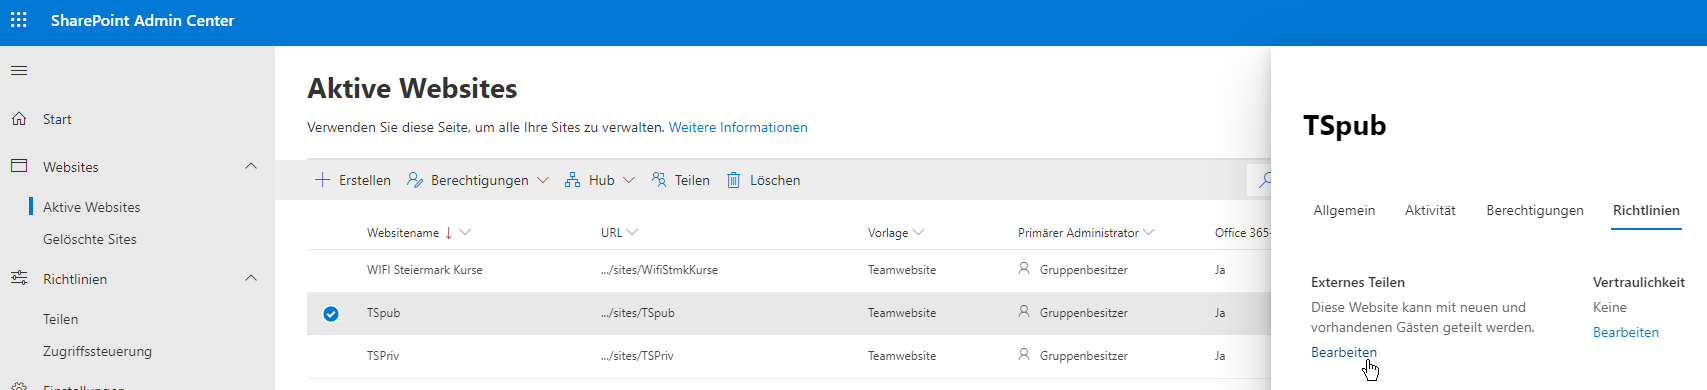 SharePoint Admin Center
Start
Websites
Aktive Websites
Gelöschte Sites
Richtlinien
Teilen
Zugriffssteuerung
Einstellungen
Aktive Websites
Verwenden Sie diese Seite, um alle Ihre Sites zu verwalten. Weitere Informationen
Erstellen Berechtigungen Hub Teilen Löschen
Websitename URL Vorlage Primärer Administrator Office 365-
WIFI Steiermark Kurse .../sites/WifiStmkKurse Teamwebsite Gruppenbesitzer Ja
TSpub .../sites/TSpub Teamwebsite Gruppenbesitzer Ja
TSPriv .../sites/TSPriv Teamwebsite Gruppenbesitzer Ja
TSpub
Allgemein Aktivität Berechtigungen Richtlinien
Externes Teilen
Diese Website kann mit neuen und
vorhandenen Gästen geteilt werden.
Bearbeiten
Vertraulichkeit
Keine
Bearbeiten